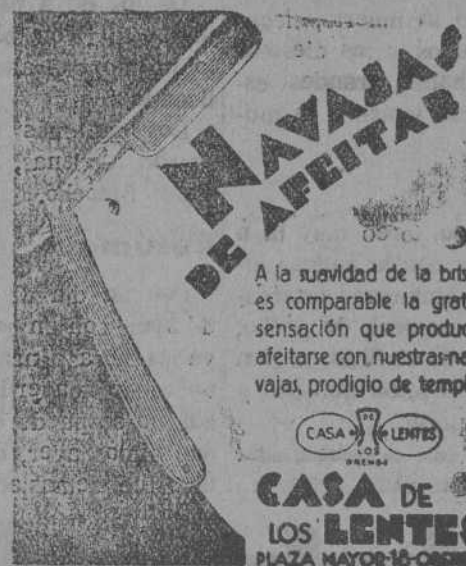 NAVAJAS
DE AFEITAR
A la suavidad de la bris
es comparable la grat
sensación que produc
afeitarse con nuestras na
vajas, prodigio de templ
CASA DE LENTES
LOS
CASA DE
LOS LENTES
PLAZA MAYOR-18-